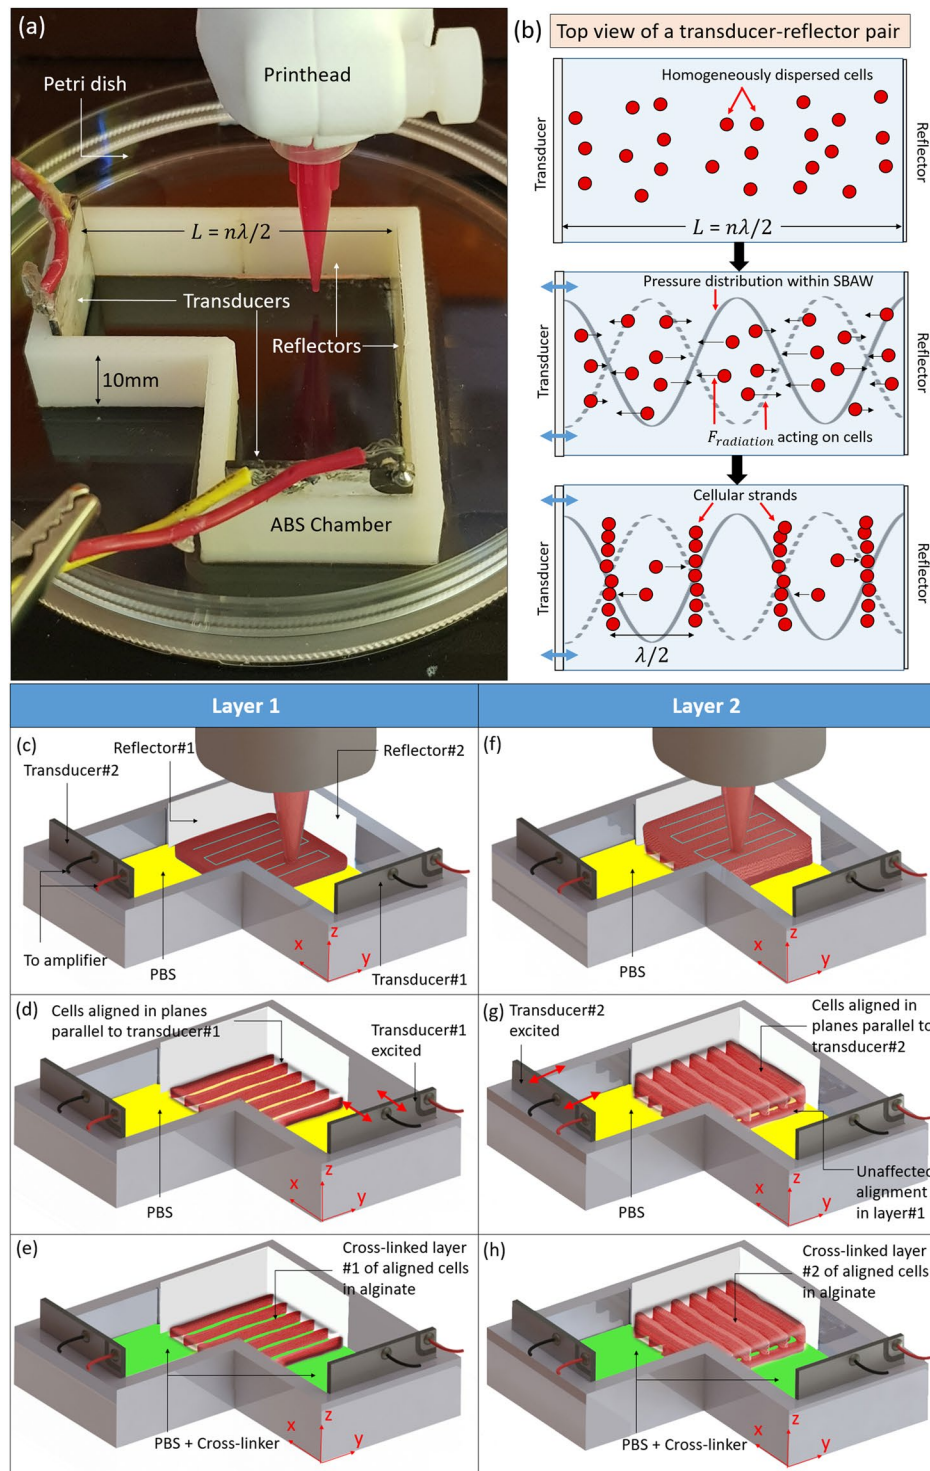 (a)
Printhead
Petri dish
L = nλ/2
Transducers
Reflectors
10mm
ABS Chamber
(b)
Top view of a transducer-reflector pair
Homogeneously dispersed cells
Transducer
Reflector
L = nλ/2
Pressure distribution within SBAW
Transducer
Reflector
F_radiation acting on cells
Cellular strands
Transducer
Reflector
λ/2
Layer 1
Layer 2
(c)
Reflector#1
Reflector#2
Transducer#2
To amplifier
PBS
x
z
y
Transducer#1
(f)
PBS
x
z
y
(d)
Cells aligned in planes
parallel to transducer#1
Transducer#1
excited
PBS
x
z
y
(g)
Transducer#2
excited
Cells aligned in
planes parallel to
transducer#2
Unaffected
alignment
in layer#1
PBS
x
z
y
(e)
Cross-linked layer
#1 of aligned cells
in alginate
PBS + Cross-linker
x
z
y
(h)
Cross-linked layer
#2 of aligned cells
in alginate
PBS + Cross-linker
x
z
y